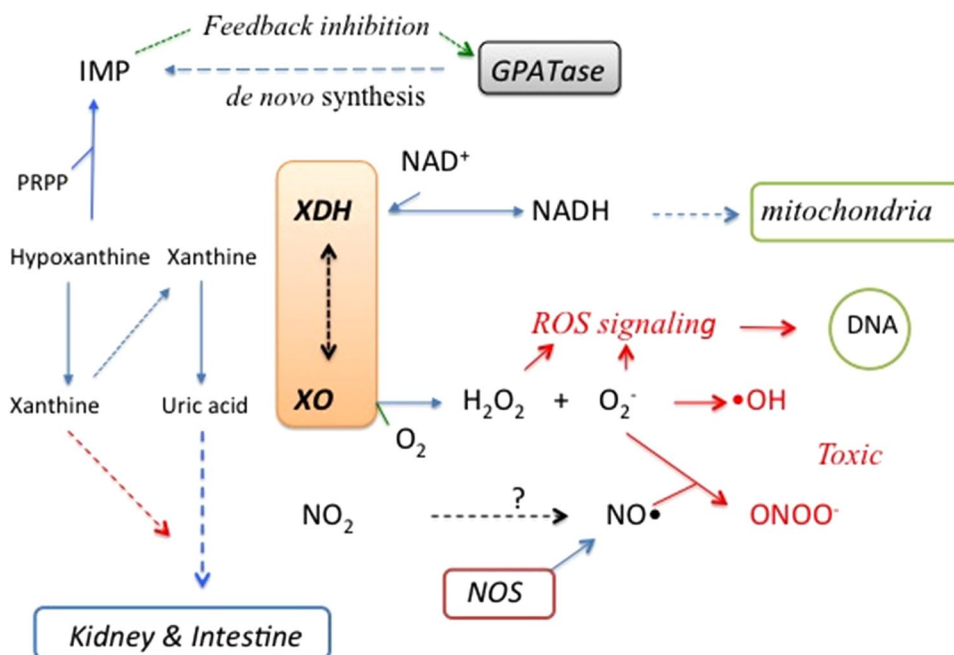 Feedback inhibition
IMP
GPATase
de novo synthesis
PRPP
NAD⁺
XDH
NADH
mitochondria
Hypoxanthine
Xanthine
ROS signaling
DNA
Xanthine
Uric acid
XO
H₂O₂ + O₂⁻
•OH
O₂
Toxic
NO₂
?
NO•
ONOO⁻
NOS
Kidney & Intestine